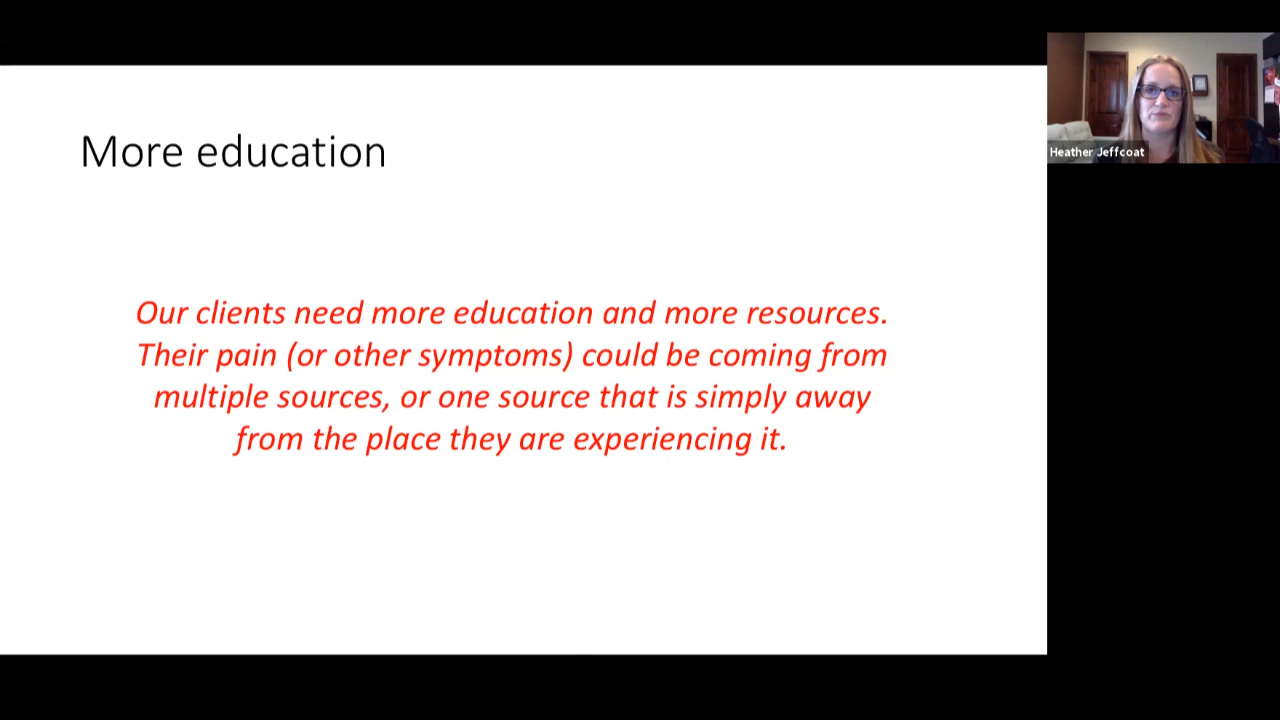 More education
Our clients need more education and more resources.
Their pain (or other symptoms) could be coming from
multiple sources, or one source that is simply away
from the place they are experiencing it.
Heather Jeffcoat